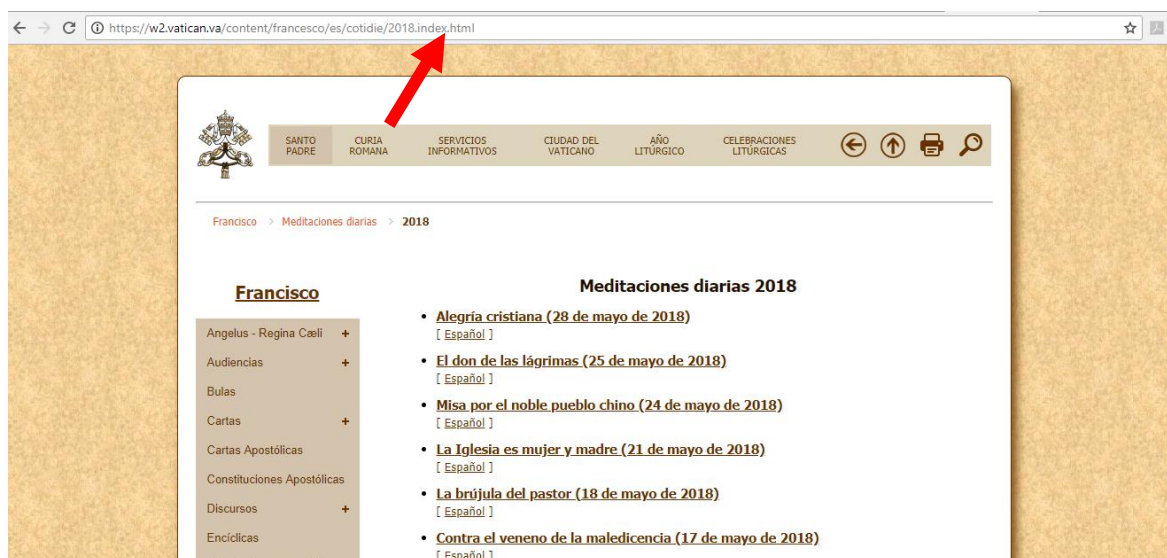 https://w2.vatican.va/content/francesco/es/cotidie/2018.index.html
SANTO PADRE
CURIA ROMANA
SERVICIOS INFORMATIVOS
CIUDAD DEL VATICANO
AÑO LITÚRGICO
CELEBRACIONES LITÚRGICAS
Francisco > Meditaciones diarias > 2018
Francisco
Angelus - Regina Cæli +
Audiencias +
Bulas
Cartas +
Cartas Apostólicas
Constituciones Apostólicas
Discursos +
Encíclicas
Meditaciones diarias 2018
• Alegría cristiana (28 de mayo de 2018)
[ Español ]
• El don de las lágrimas (25 de mayo de 2018)
[ Español ]
• Misa por el noble pueblo chino (24 de mayo de 2018)
[ Español ]
• La Iglesia es mujer y madre (21 de mayo de 2018)
[ Español ]
• La brújula del pastor (18 de mayo de 2018)
[ Español ]
• Contra el veneno de la maledicencia (17 de mayo de 2018)
[ Español ]